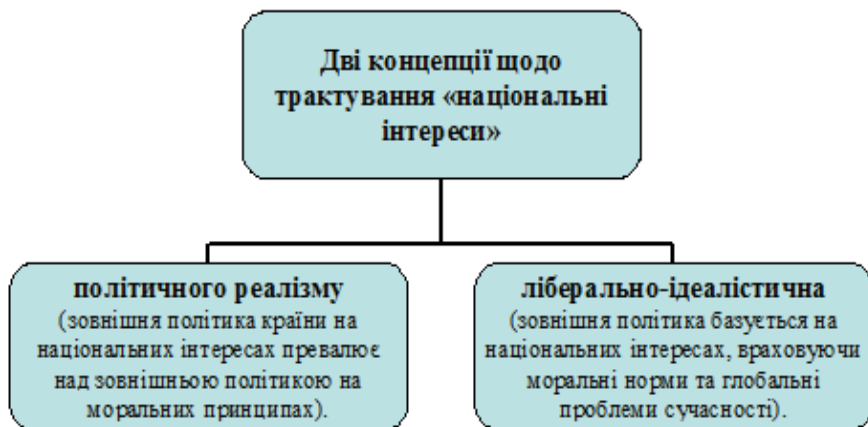 Дві концепції щодо
трактування «національні
інтереси»
політичного реалізму
(зовнішня політика країни на
національних інтересах превалює
над зовнішньою політикою на
моральних принципах).
ліберально-ідеалістична
(зовнішня політика базується на
національних інтересах, враховуючи
моральні норми та глобальні
проблеми сучасності).